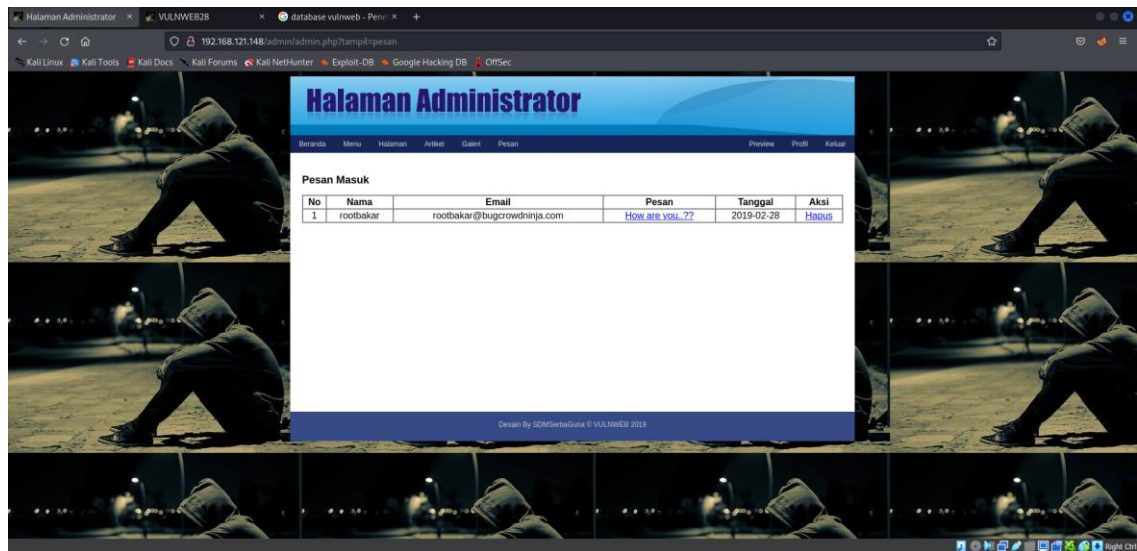 Halaman Administrator
VULNWEB28
database vulnweb - Pene
192.168.121.148/admin/admin.php?tampil=pesan
Kali Linux Kali Tools Kali Docs Kali Forums Kali NetHunter Exploit-DB Google Hacking DB OffSec
Halaman Administrator
Beranda Menu Halaman Artikel Galeri Pesan Preview Profil Keluar
Pesan Masuk
No Nama Email Pesan Tanggal Aksi
1 rootbakar rootbakar@bugcrowdninja.com How are you..?? 2019-02-28 Hapus
Desain By SDMSerbaGuna © VULNWEB 2019
Right Ctrl